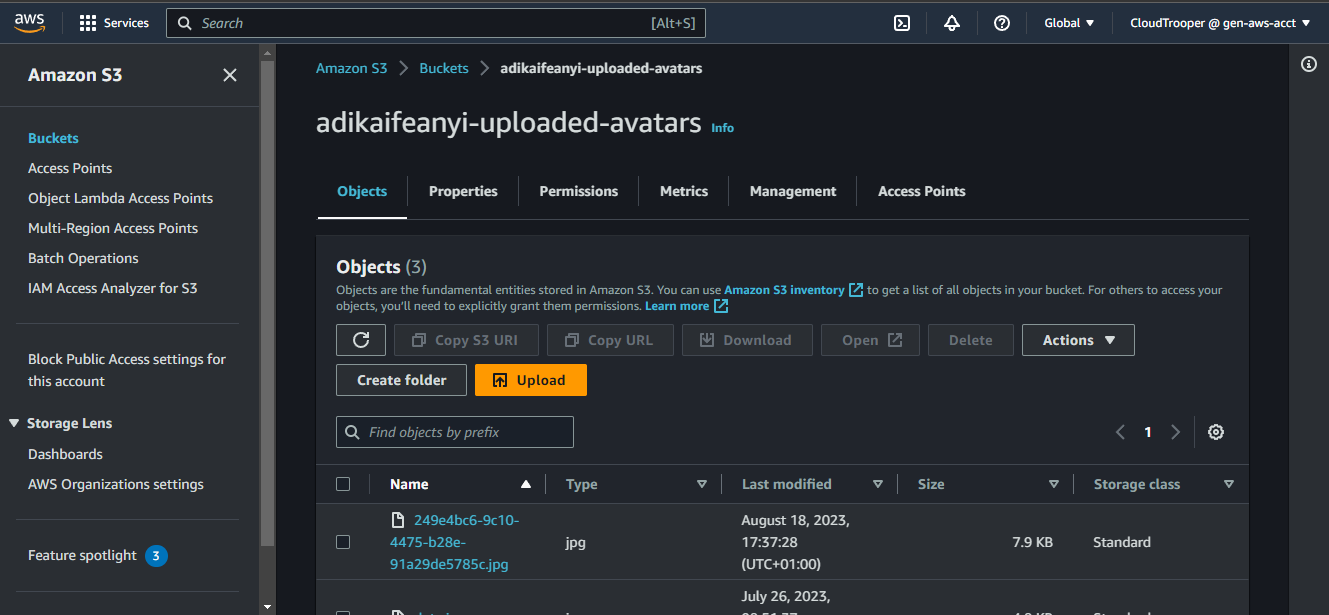 aws
Services
Search
[Alt+S]
Global
CloudTrooper @ gen-aws-acct
Amazon S3
Buckets
Access Points
Object Lambda Access Points
Multi-Region Access Points
Batch Operations
IAM Access Analyzer for S3
Block Public Access settings for
this account
Storage Lens
Dashboards
AWS Organizations settings
Feature spotlight 3
Amazon S3 > Buckets > adikaifeanyi-uploaded-avatars
adikaifeanyi-uploaded-avatars Info
Objects
Properties
Permissions
Metrics
Management
Access Points
Objects (3)
Objects are the fundamental entities stored in Amazon S3. You can use Amazon S3 inventory to get a list of all objects in your bucket. For others to access your
objects, you'll need to explicitly grant them permissions. Learn more
Copy S3 URI
Copy URL
Download
Open
Delete
Actions
Create folder
Upload
Find objects by prefix
1
Name
Type
Last modified
Size
Storage class
249e4bc6-9c10-
4475-b28e-
91a29de5785c.jpg
jpg
August 18, 2023,
17:37:28
(UTC+01:00)
7.9 KB
Standard
July 26, 2023,